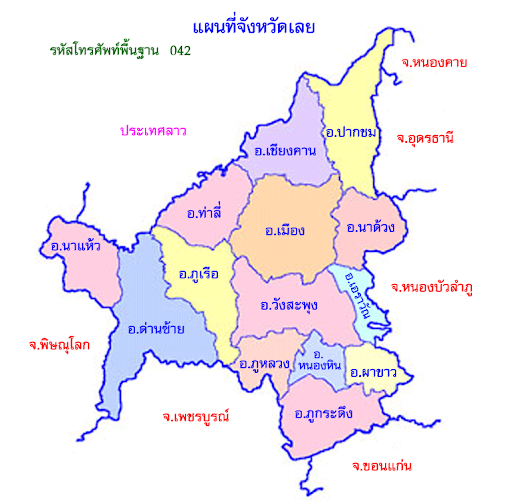 แผนที่จังหวัดเลย
รหัสโทรศัพท์พื้นฐาน 042
จ.หนองคาย
ประเทศลาว
อ.ปากชม
จ.อุดรธานี
อ.เชียงคาน
อ.ท่าลี่
อ.เมือง
อ.นาด้วง
อ.นาแห้ว
อ.ภูเรือ
จ.หนองบัวลำภู
อ.เอราวัณ
อ.วังสะพุง
อ.ด่านซ้าย
จ.พิษณุโลก
อ.ภูหลวง
อ.
หนองหิน
อ.ผาขาว
จ.เพชรบูรณ์
อ.ภูกระดึง
จ.ขอนแก่น